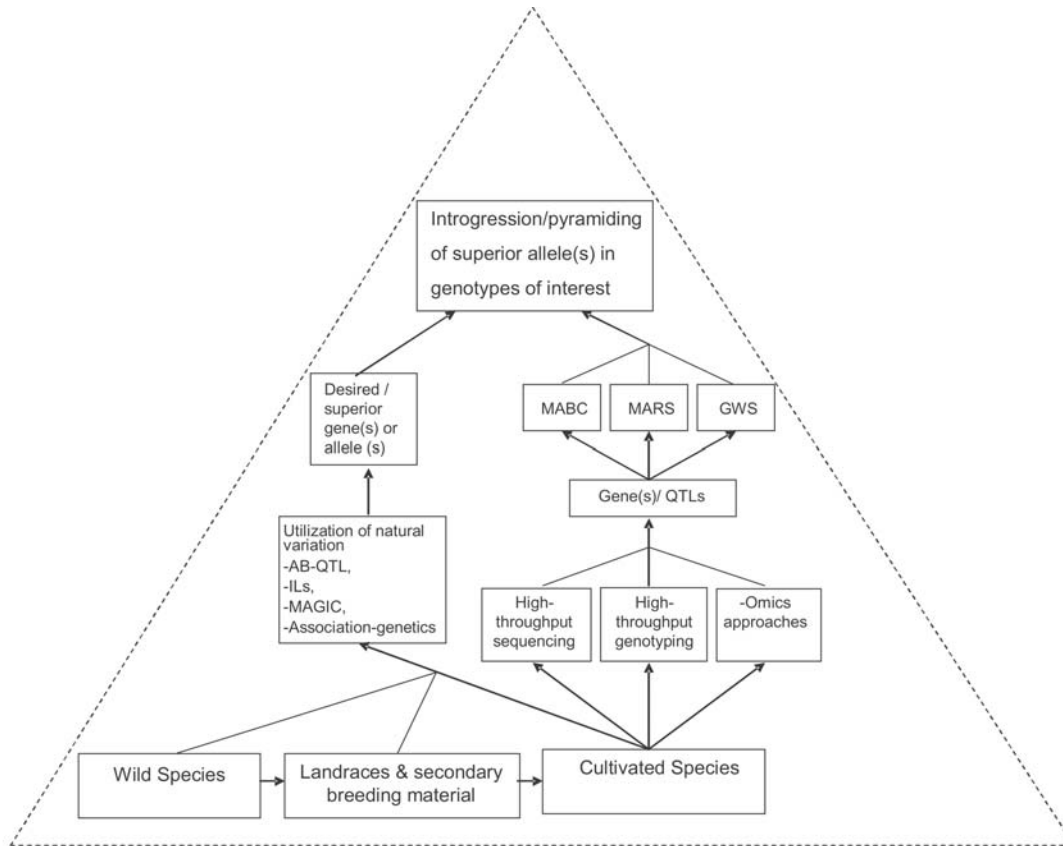 Introgression/pyramiding
of superior allele(s) in
genotypes of interest
Desired /
superior
gene(s) or
allele (s)
MABC
MARS
GWS
Gene(s)/ QTLs
Utilization of natural
variation
-AB-QTL,
-ILs,
-MAGIC,
-Association-genetics
High-
throughput
sequencing
High-
throughput
genotyping
-Omics
approaches
Wild Species
Landraces & secondary
breeding material
Cultivated Species